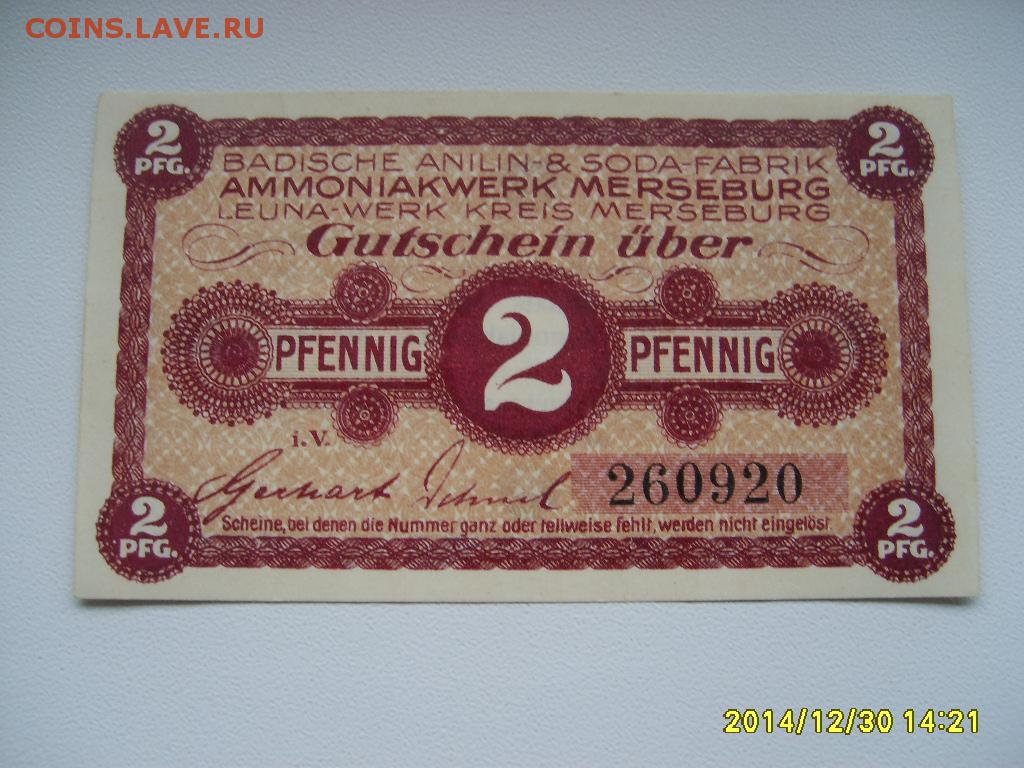 COINS.LAVE.RU
2 PFG.
2 PFG.
BADISCHE ANILIN-& SODA-FABRIK
AMMONIAKWERK MERSEBURG
LEUNA-WERK KREIS MERSEBURG
Gutschein über
PFENNIG 2 PFENNIG
i.V.
Gerhart
260920
Scheine, bei denen die Nummer ganz oder teilweise fehlt, werden nicht eingelöst.
2 PFG.
2 PFG.
2014/12/30 14:21